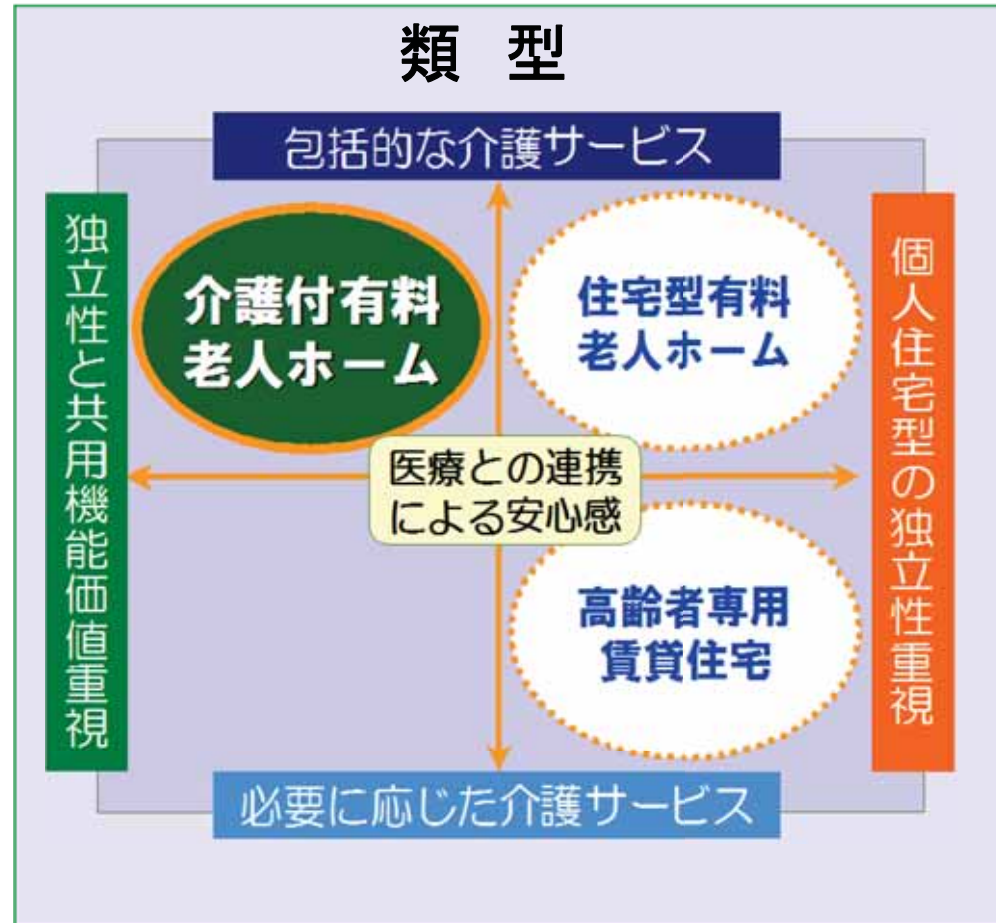 類 型
包括的な介護サービス
独立性と共用機能価値重視
介護付有料
老人ホーム
住宅型有料
老人ホーム
個人住宅型の独立性重視
医療との連携
による安心感
高齢者専用
賃貸住宅
必要に応じた介護サービス